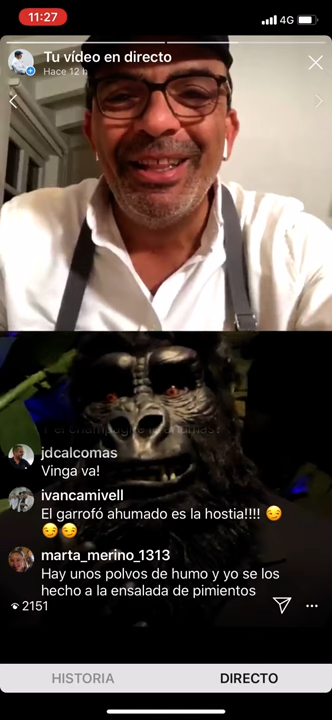 11:27
4G
Tu vídeo en directo
Hace 12 h
jdcalcomas
Vinga va!
ivancamivell
El garrofó ahumado es la hostia!!!! 😏
😏😏
marta_merino_1313
Hay unos polvos de humo y yo se los
hecho a la ensalada de pimientos
2151
HISTORIA
DIRECTO